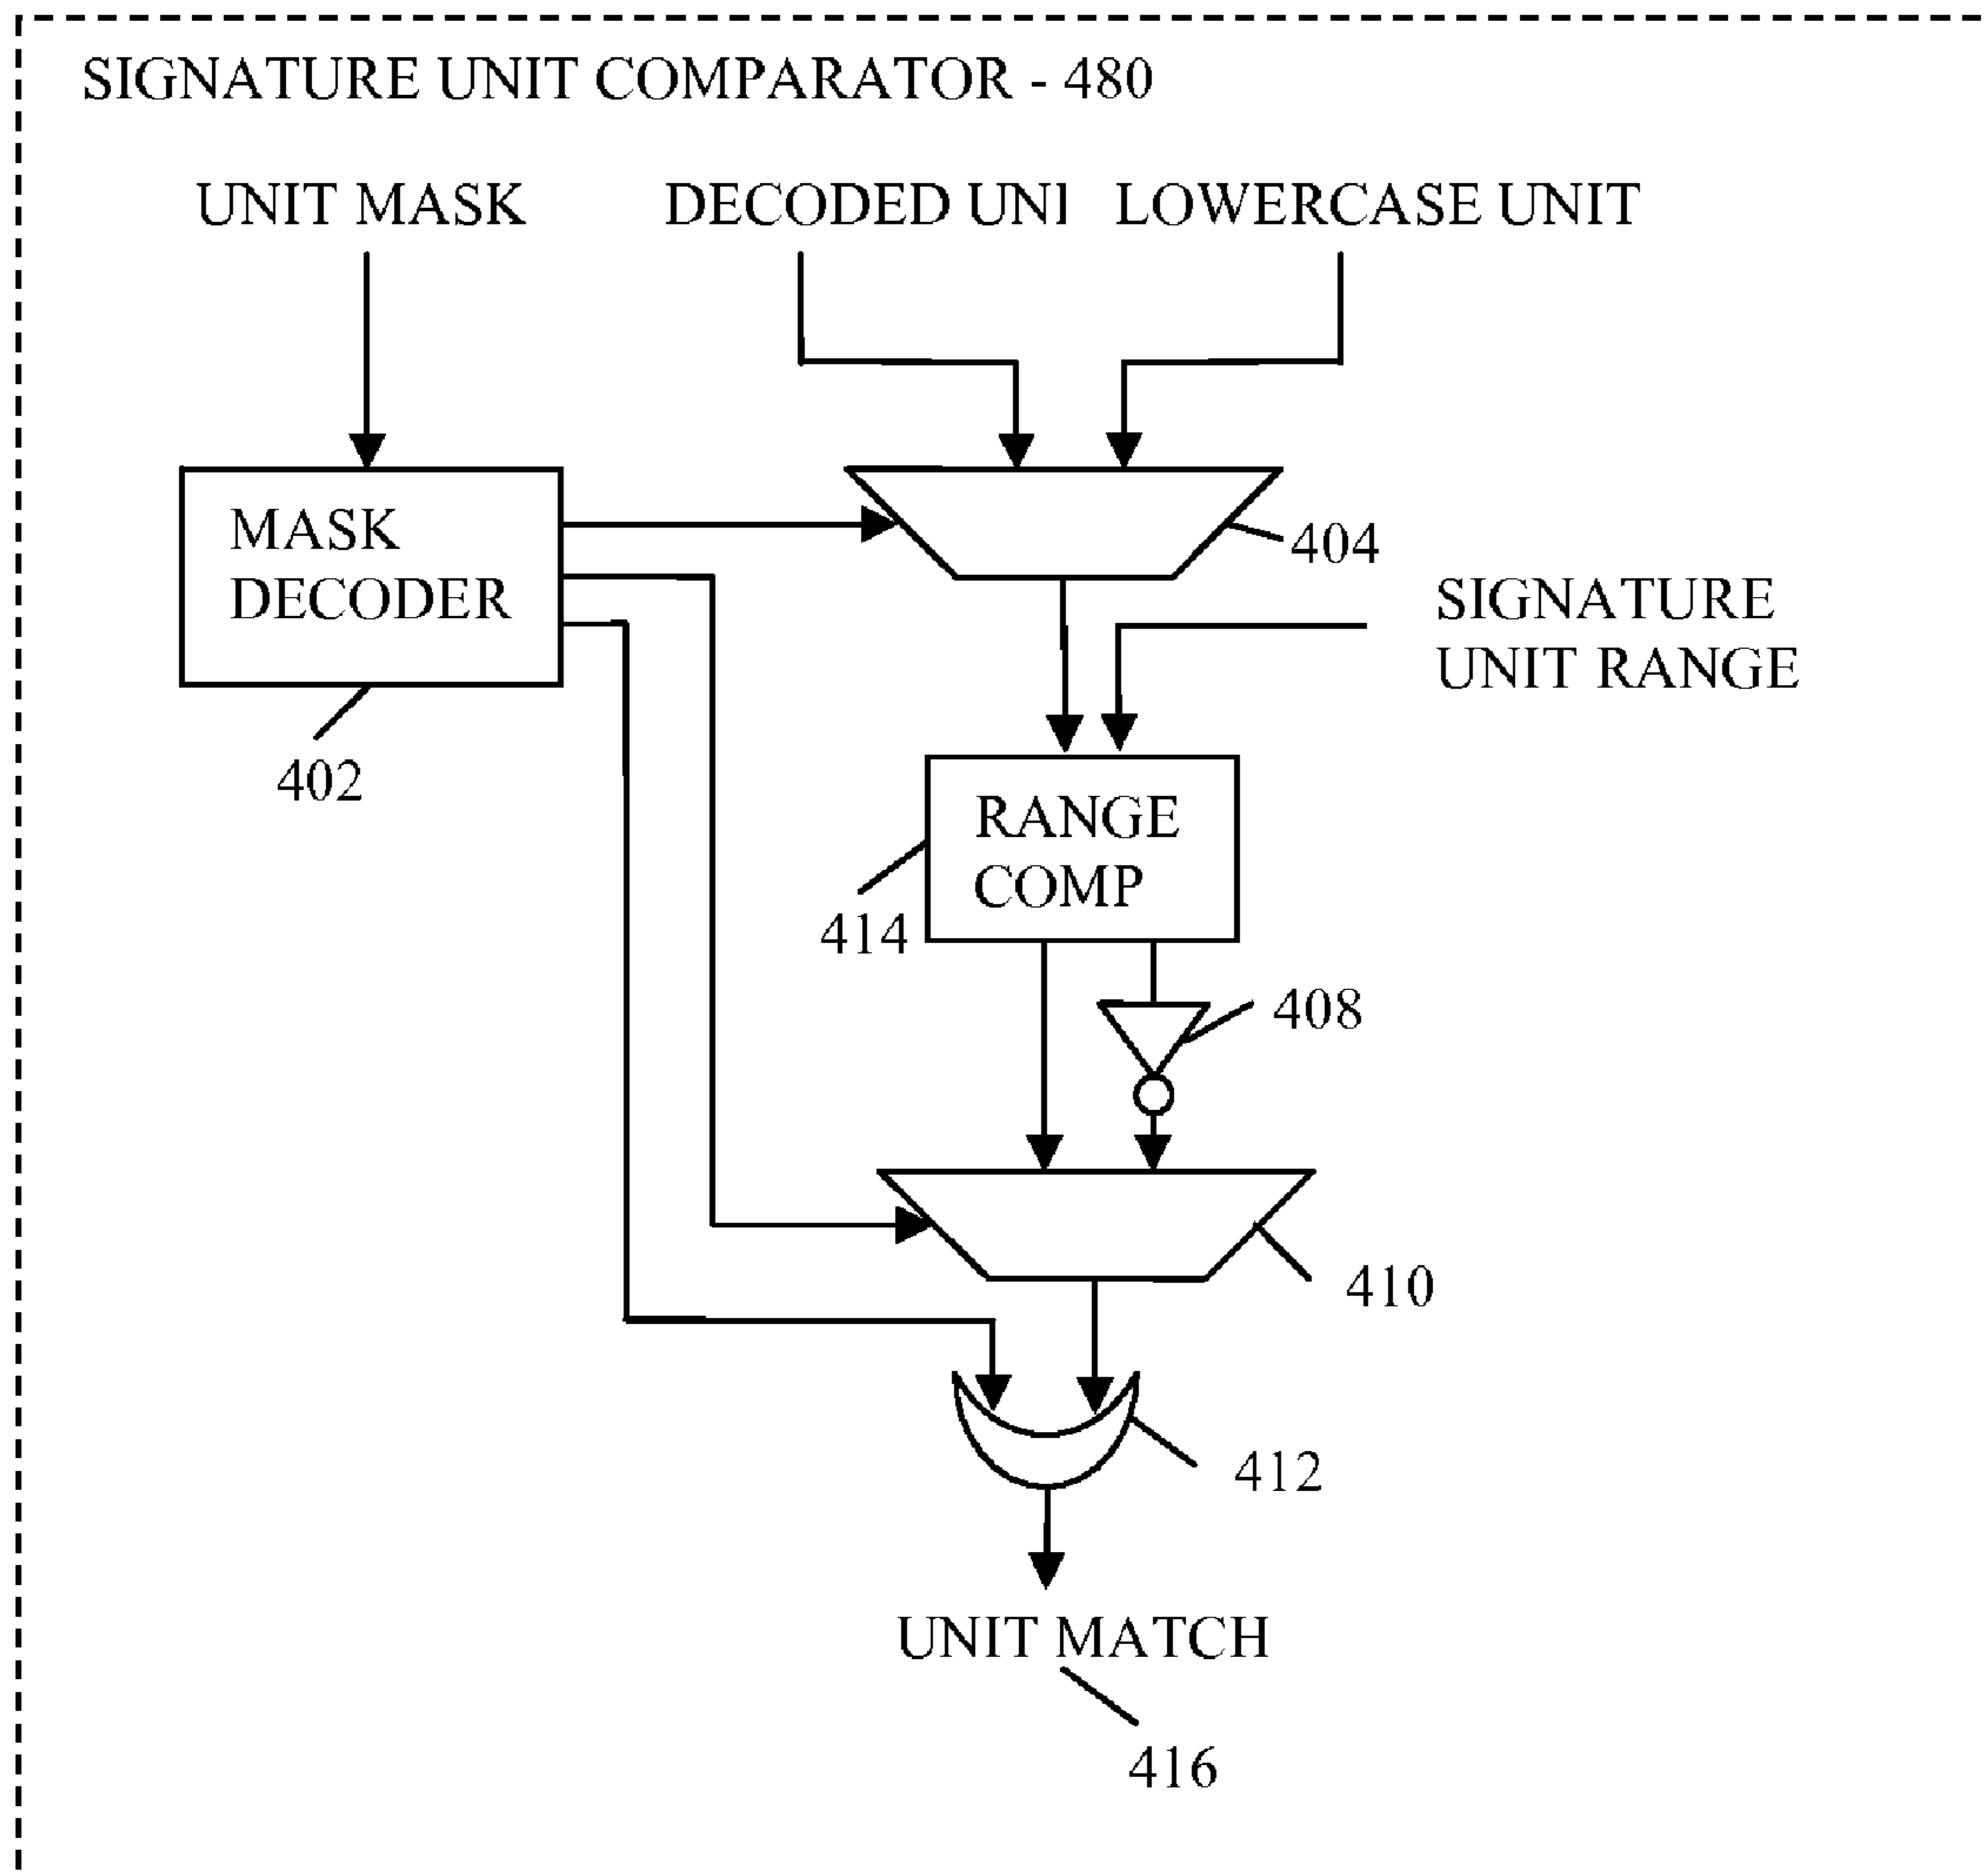 SIGNATURE UNIT COMPARATOR - 480
UNIT MASK
DECODED UNI
LOWERCASE UNIT
MASK
DECODER
404
SIGNATURE
UNIT RANGE
402
RANGE
COMP
414
408
410
412
UNIT MATCH
416